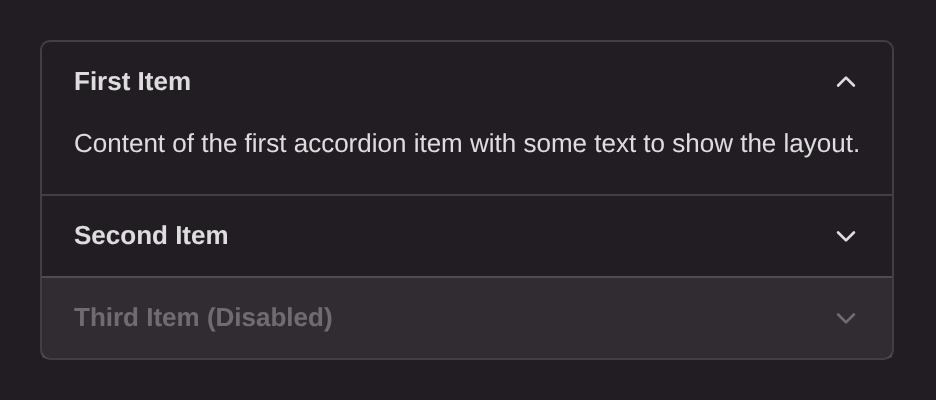 First Item
Content of the first accordion item with some text to show the layout.
Second Item
Third Item (Disabled)